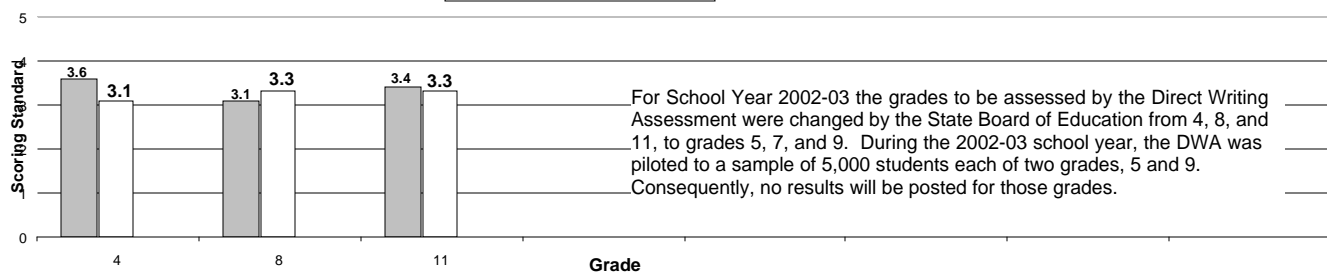 5
4
3
2
1
0
Scoring Standard
3.6
3.1
3.1
3.3
3.4
3.3
For School Year 2002-03 the grades to be assessed by the Direct Writing
Assessment were changed by the State Board of Education from 4, 8, and
11, to grades 5, 7, and 9. During the 2002-03 school year, the DWA was
piloted to a sample of 5,000 students each of two grades, 5 and 9.
Consequently, no results will be posted for those grades.
4
8
11
Grade